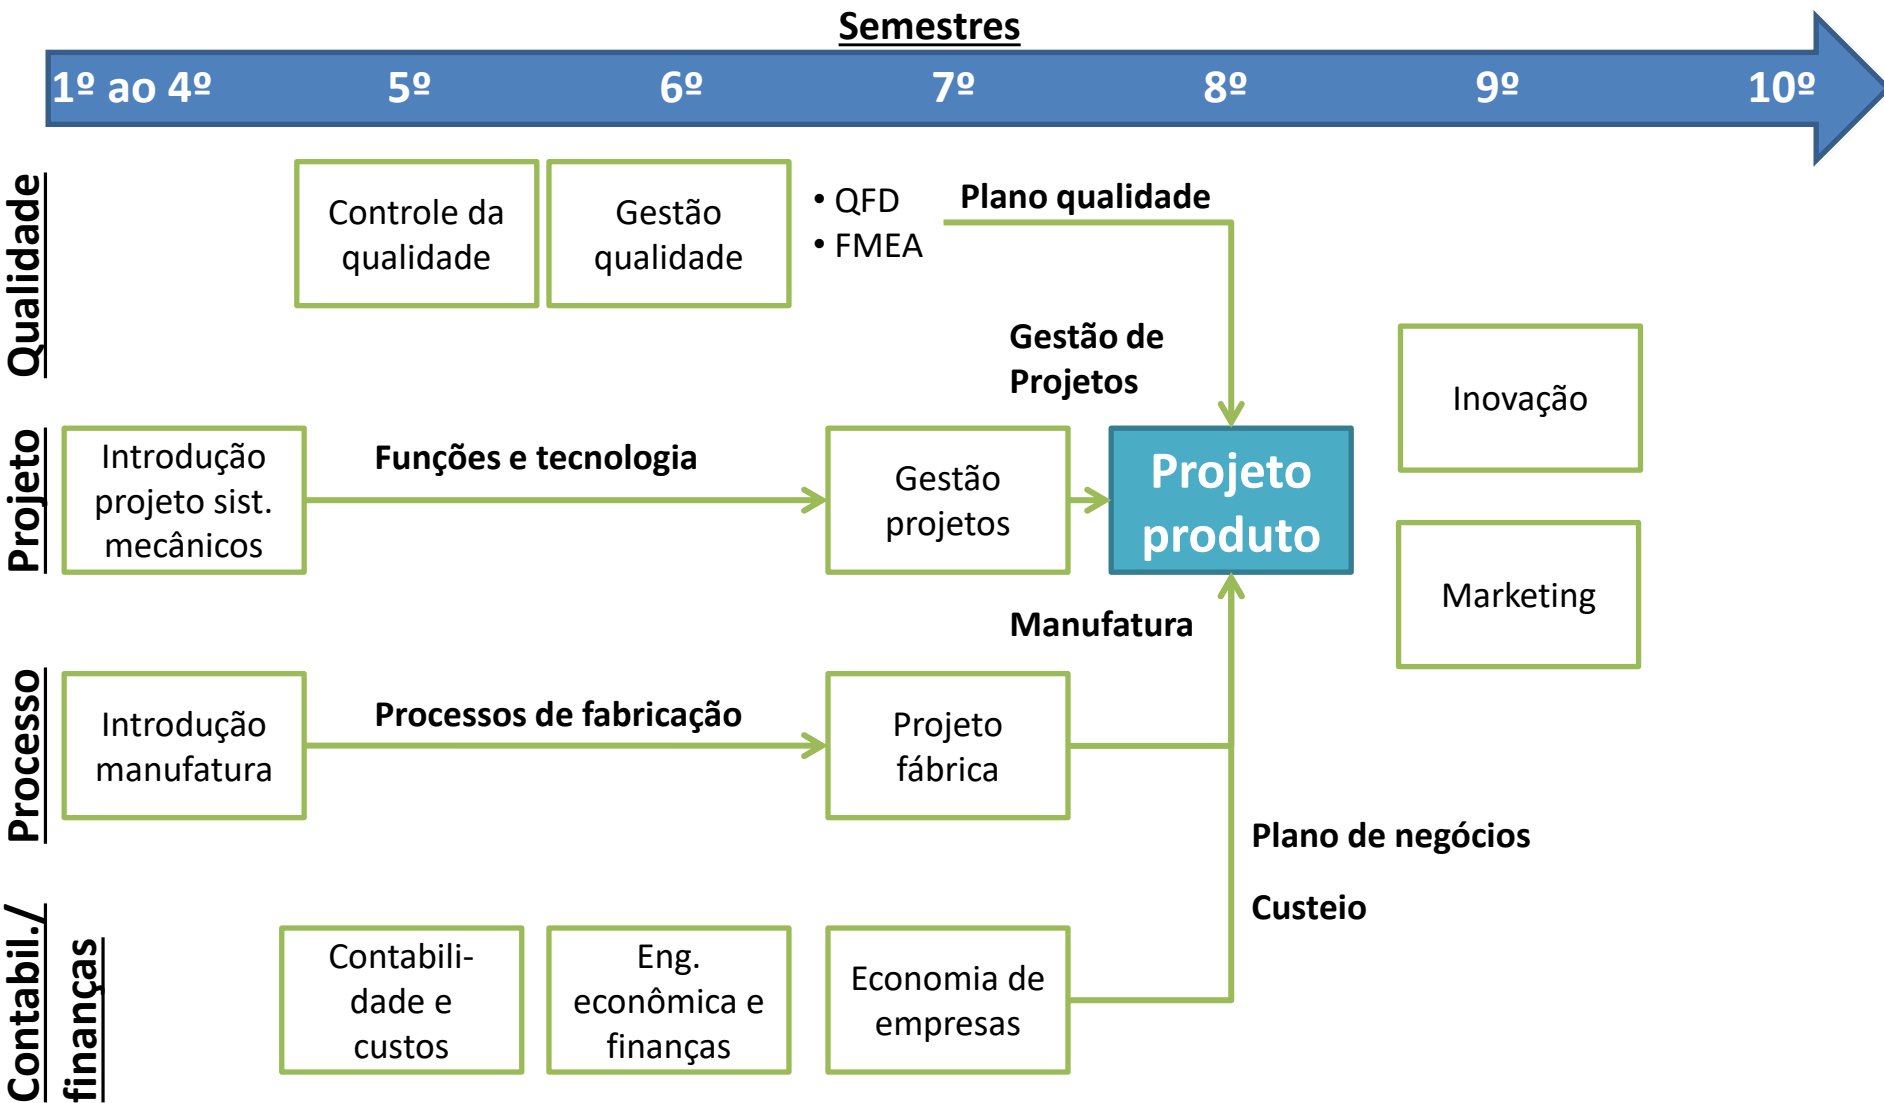 Semestres
1º ao 4º 5º 6º 7º 8º 9º 10º
Qualidade
Controle da
qualidade
Gestão
qualidade
• QFD
• FMEA
Plano qualidade
Gestão de
Projetos
Inovação
Projeto
Introdução
projeto sist.
mecânicos
Funções e tecnologia
Gestão
projetos
Projeto
produto
Marketing
Manufatura
Processo
Introdução
manufatura
Processos de fabricação
Projeto
fábrica
Plano de negócios
Custeio
Contabil./
finanças
Contabili-
dade e
custos
Eng.
econômica e
finanças
Economia de
empresas